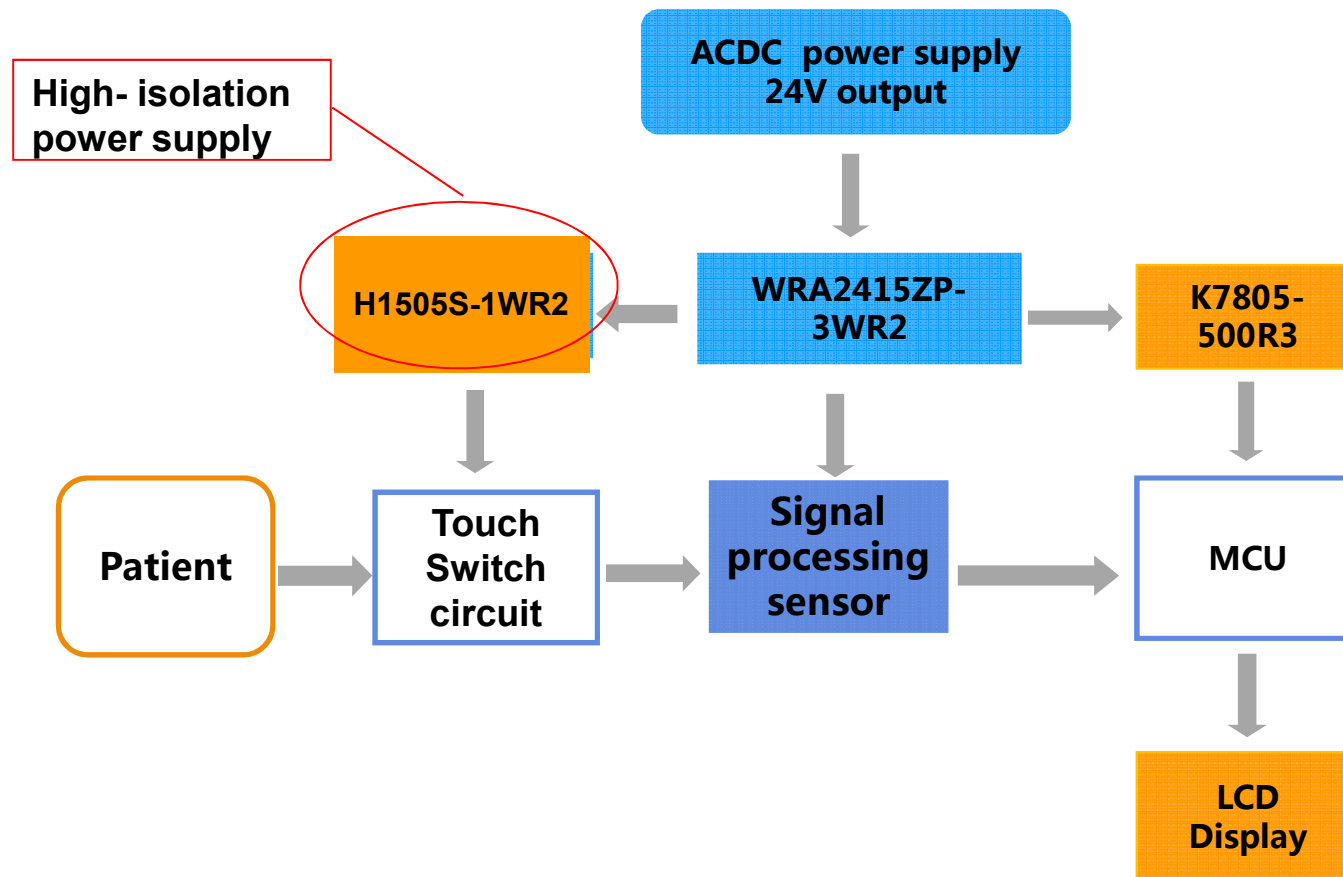 ACDC power supply
24V output
High- isolation
power supply
H1505S-1WR2
WRA2415ZP-
3WR2
K7805-
500R3
Patient
Touch
Switch
circuit
Signal
processing
sensor
MCU
LCD
Display